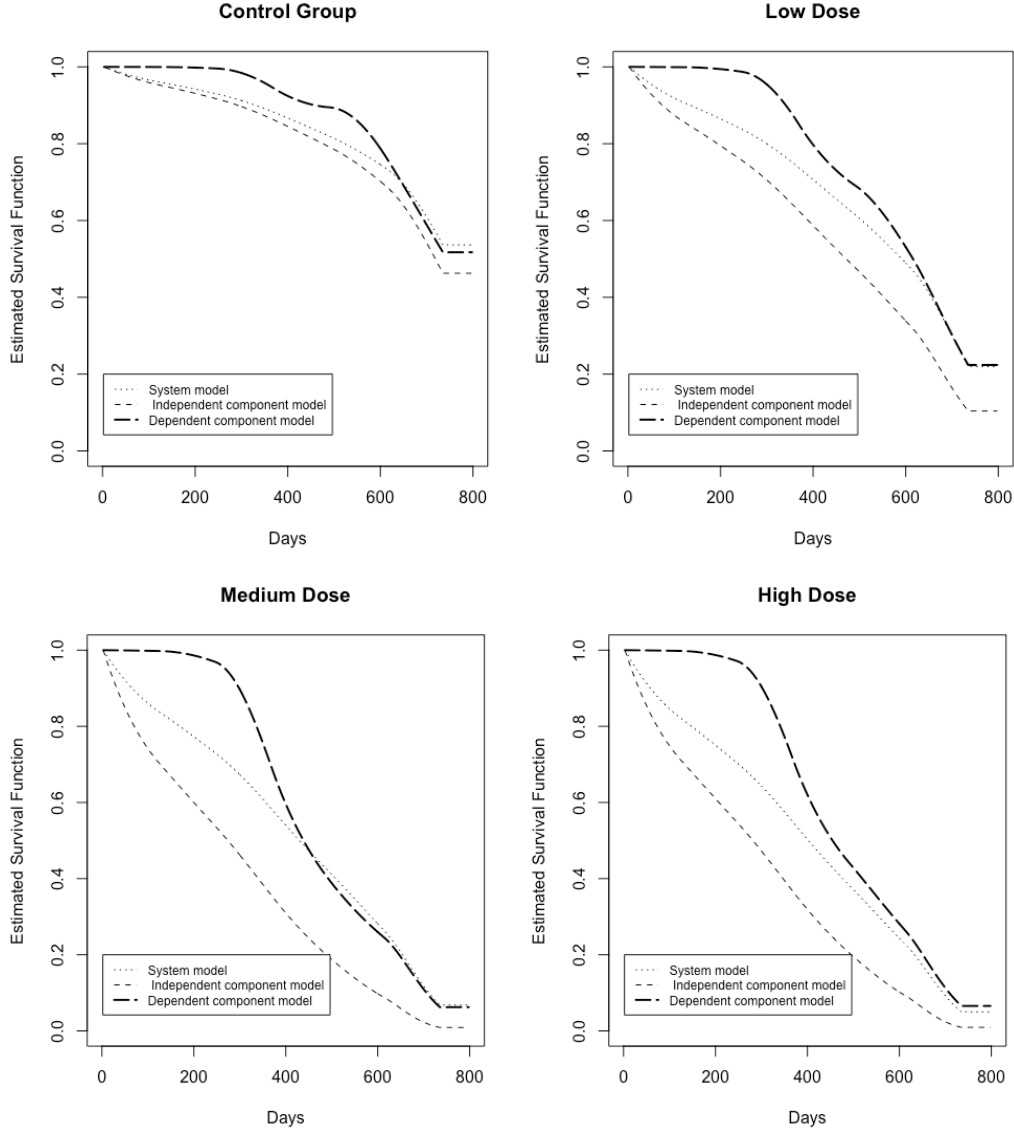 Control Group
Estimated Survival Function
1.0
0.8
0.6
0.4
0.2
0.0
System model
Independent component model
Dependent component model
0 200 400 600 800
Days
Low Dose
Estimated Survival Function
1.0
0.8
0.6
0.4
0.2
0.0
System model
Independent component model
Dependent component model
0 200 400 600 800
Days
Medium Dose
Estimated Survival Function
1.0
0.8
0.6
0.4
0.2
0.0
System model
Independent component model
Dependent component model
0 200 400 600 800
Days
High Dose
Estimated Survival Function
1.0
0.8
0.6
0.4
0.2
0.0
System model
Independent component model
Dependent component model
0 200 400 600 800
Days